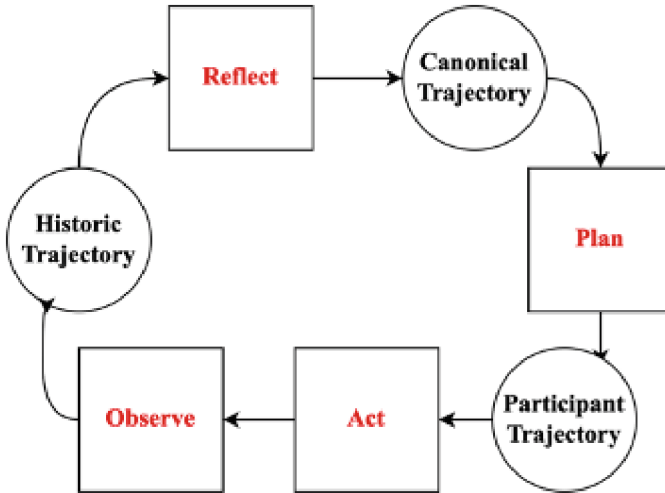 Reflect
Canonical
Trajectory
Historic
Trajectory
Plan
Observe
Act
Participant
Trajectory